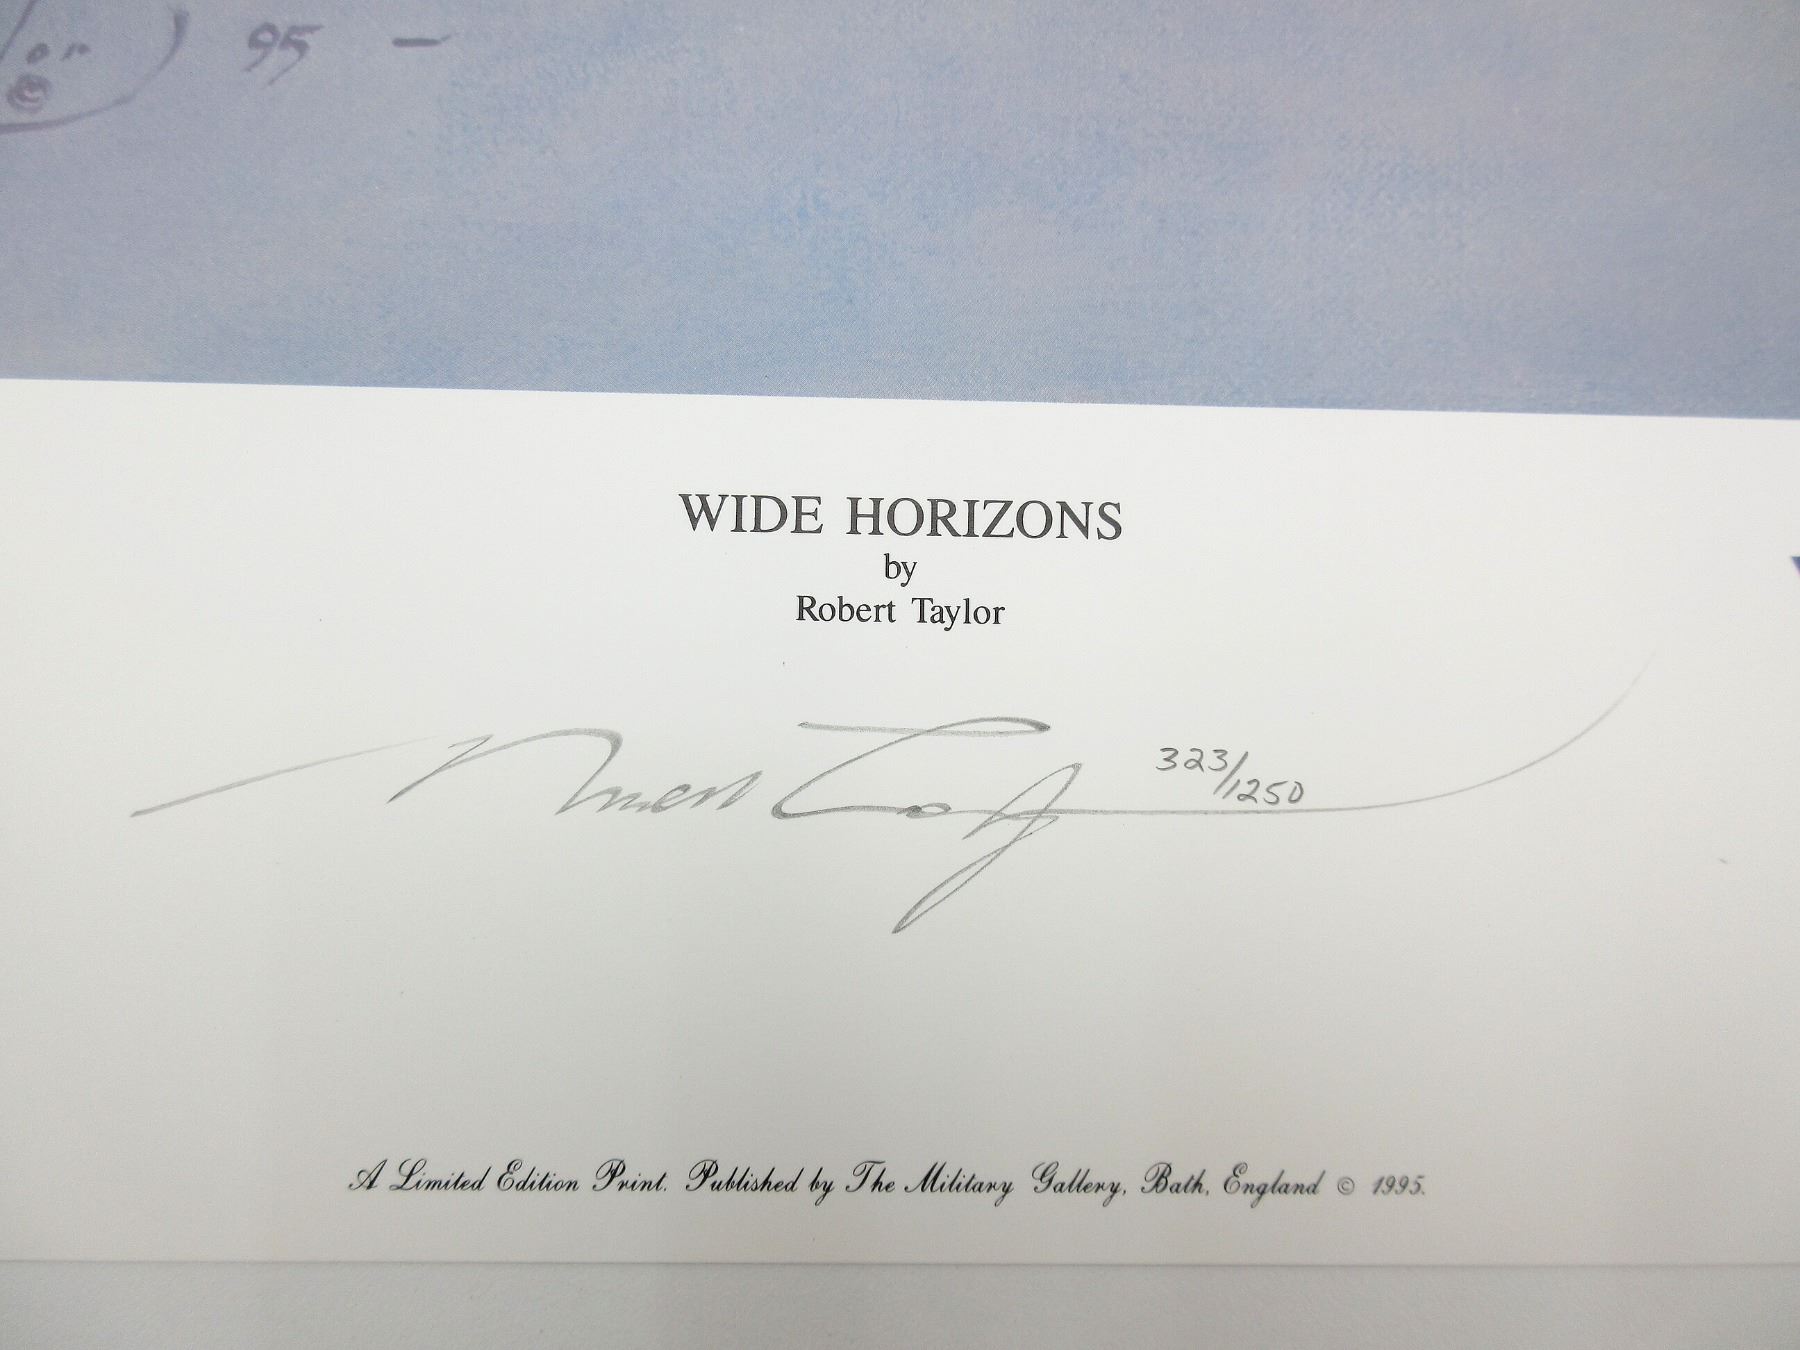 95 –
©
WIDE HORIZONS
by
Robert Taylor
323/1250
A Limited Edition Print. Published by The Military Gallery, Bath, England © 1995.